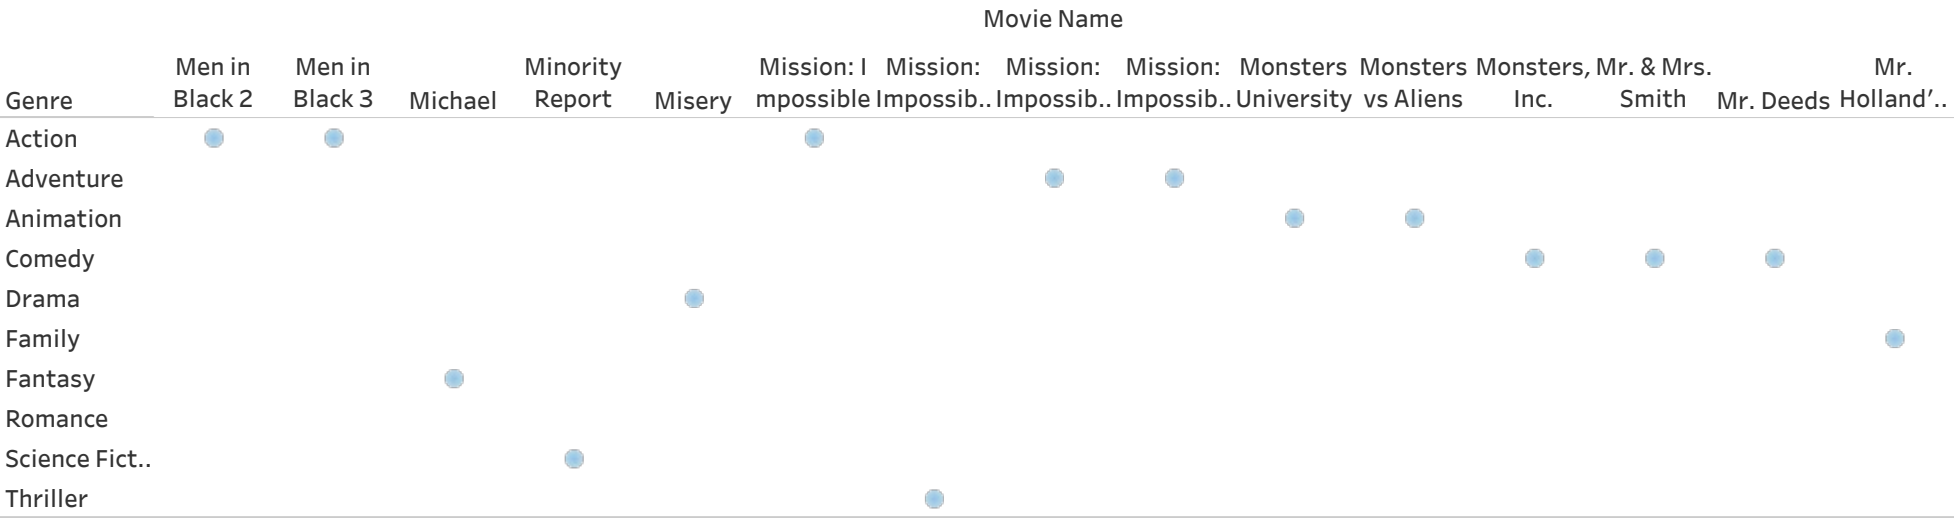 Movie Name
Men in Men in Minority Mission: I Mission: Mission: Mission: Monsters Monsters Monsters, Mr. & Mrs. Mr.
Genre Black 2 Black 3 Michael Report Misery mpossible Impossib.. Impossib.. Impossib.. University vs Aliens Inc. Smith Mr. Deeds Holland'..
Action
Adventure
Animation
Comedy
Drama
Family
Fantasy
Romance
Science Fict..
Thriller